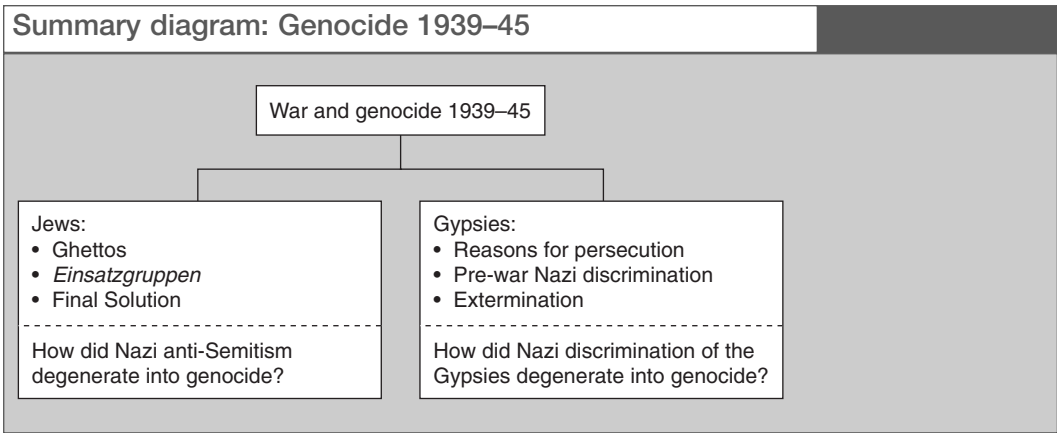 Summary diagram: Genocide 1939–45
War and genocide 1939–45
Jews:
• Ghettos
• Einsatzgruppen
• Final Solution
How did Nazi anti-Semitism
degenerate into genocide?
Gypsies:
• Reasons for persecution
• Pre-war Nazi discrimination
• Extermination
How did Nazi discrimination of the
Gypsies degenerate into genocide?